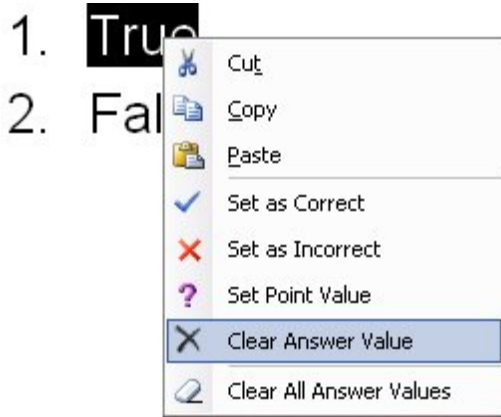 1. True
2. Fal
Cut
Copy
Paste
Set as Correct
Set as Incorrect
Set Point Value
Clear Answer Value
Clear All Answer Values